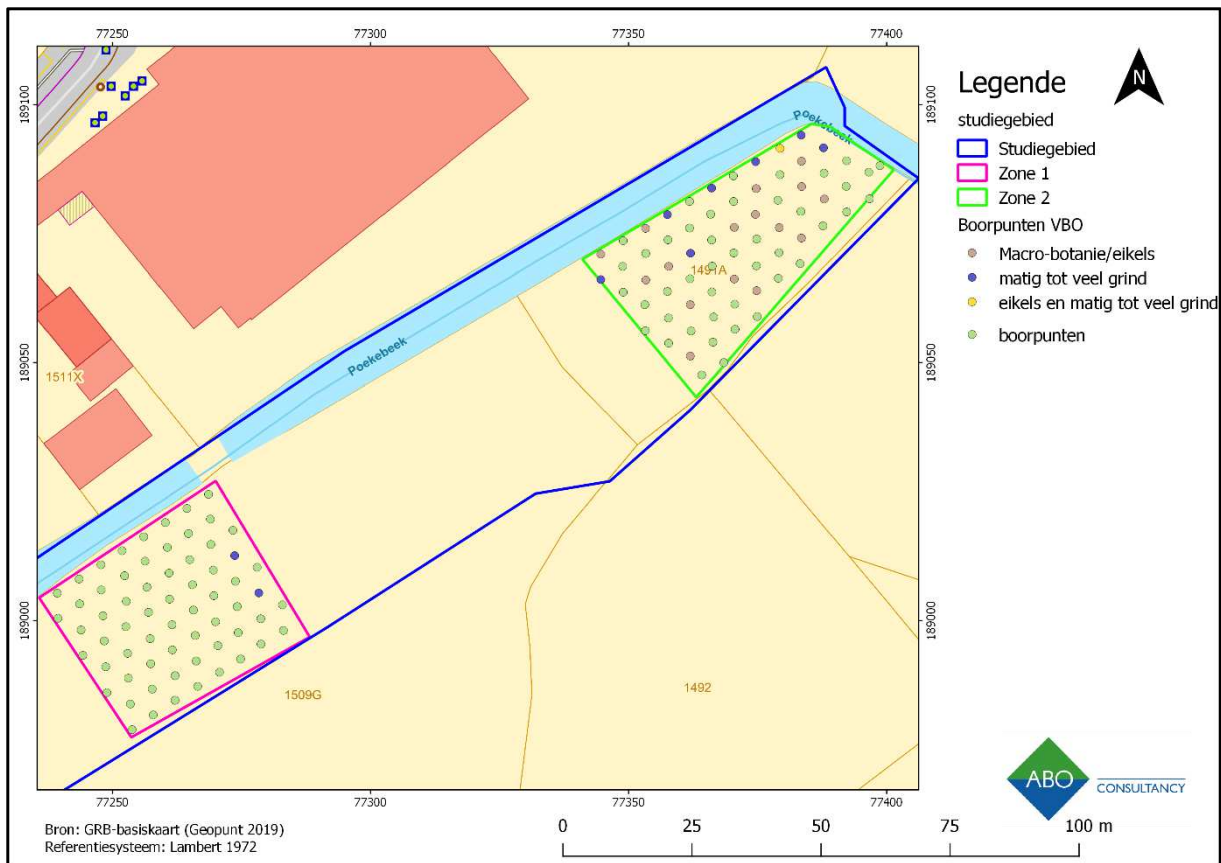 77250 77300 77350 77400
189100
189050
189000
189100
189050
189000
77250 77300 77350 77400
Poekebeek
Poekebeek
1491A
1511X
1509G
1492
N
Legende
studiegebied
Studiegebied
Zone 1
Zone 2
Boorpunten VBO
Macro-botanie/eikels
matig tot veel grind
eikels en matig tot veel grind
boorpunten
ABO
CONSULTANCY
Bron: GRB-basiskaart (Geopunt 2019)
Referentiesysteem: Lambert 1972
0 25 50 75 100 m